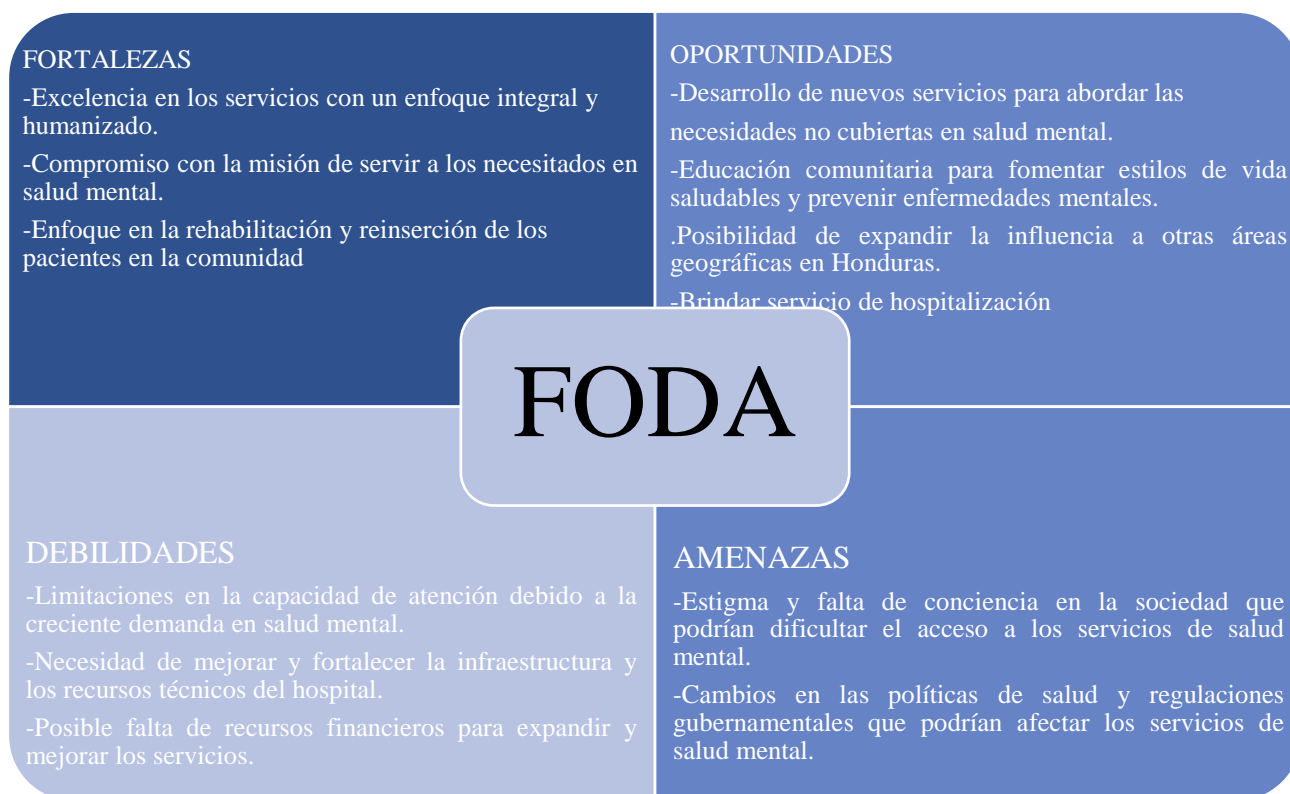 FORTALEZAS
-Excelencia en los servicios con un enfoque integral y
humanizado.
-Compromiso con la misión de servir a los necesitados en
salud mental.
-Enfoque en la rehabilitación y reinserción de los
pacientes en la comunidad
OPORTUNIDADES
-Desarrollo de nuevos servicios para abordar las
necesidades no cubiertas en salud mental.
-Educación comunitaria para fomentar estilos de vida
saludables y prevenir enfermedades mentales.
.Posibilidad de expandir la influencia a otras áreas
geográficas en Honduras.
-Brindar servicio de hospitalización
FODA
DEBILIDADES
-Limitaciones en la capacidad de atención debido a la
creciente demanda en salud mental.
-Necesidad de mejorar y fortalecer la infraestructura y
los recursos técnicos del hospital.
-Posible falta de recursos financieros para expandir y
mejorar los servicios.
AMENAZAS
-Estigma y falta de conciencia en la sociedad que
podrían dificultar el acceso a los servicios de salud
mental.
-Cambios en las políticas de salud y regulaciones
gubernamentales que podrían afectar los servicios de
salud mental.